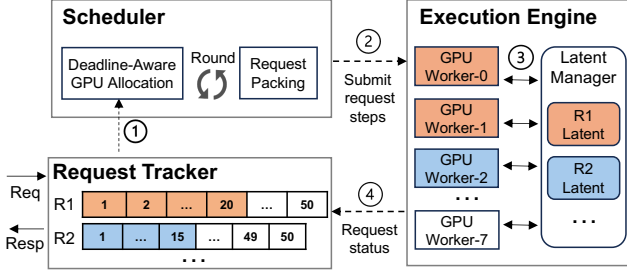 Scheduler
Deadline-Aware
GPU Allocation
Round
Request
Packing
1
2
Submit
request
steps
Execution Engine
GPU
Worker-0
GPU
Worker-1
GPU
Worker-2
...
GPU
Worker-7
3
Latent
Manager
R1
Latent
R2
Latent
...
Req
Resp
Request Tracker
R1 1 2 ... 20 ... 50
R2 1 ... 15 ... 49 50
...
4
Request
status